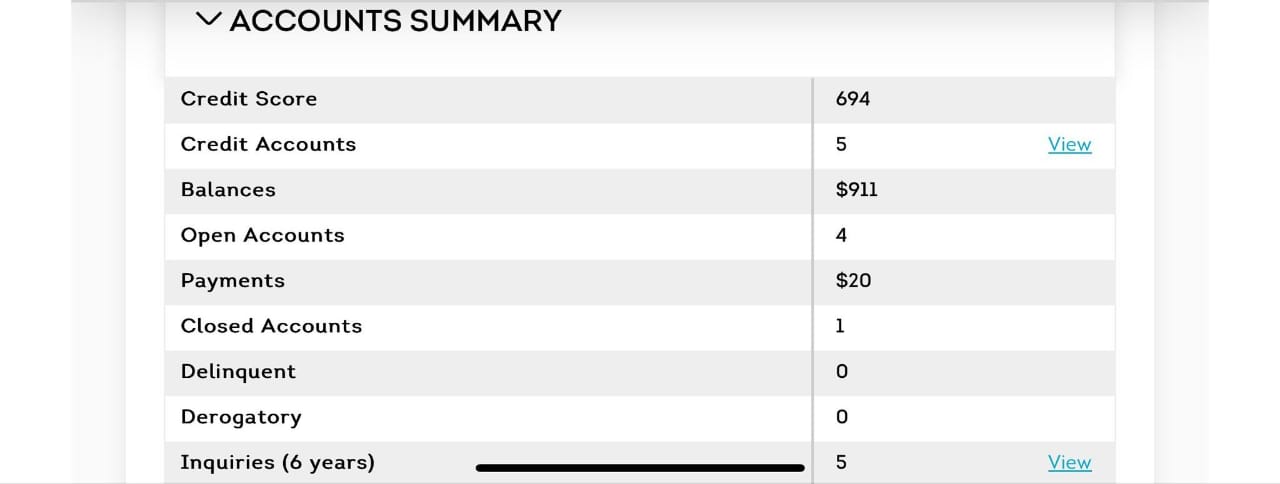 ACCOUNTS SUMMARY
Credit Score 694
Credit Accounts 5 View
Balances $911
Open Accounts 4
Payments $20
Closed Accounts 1
Delinquent 0
Derogatory 0
Inquiries (6 years) 5 View